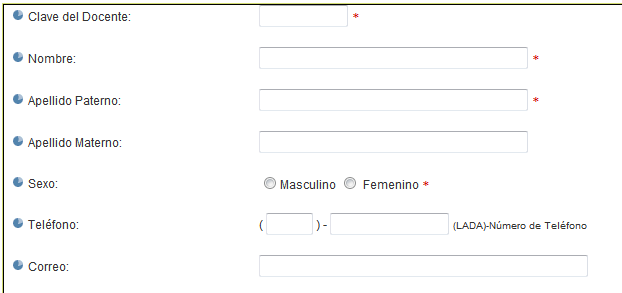 Clave del Docente: *
Nombre: *
Apellido Paterno: *
Apellido Materno:
Sexo: Masculino Femenino *
Teléfono: ( ) - (LADA)-Número de Teléfono
Correo: